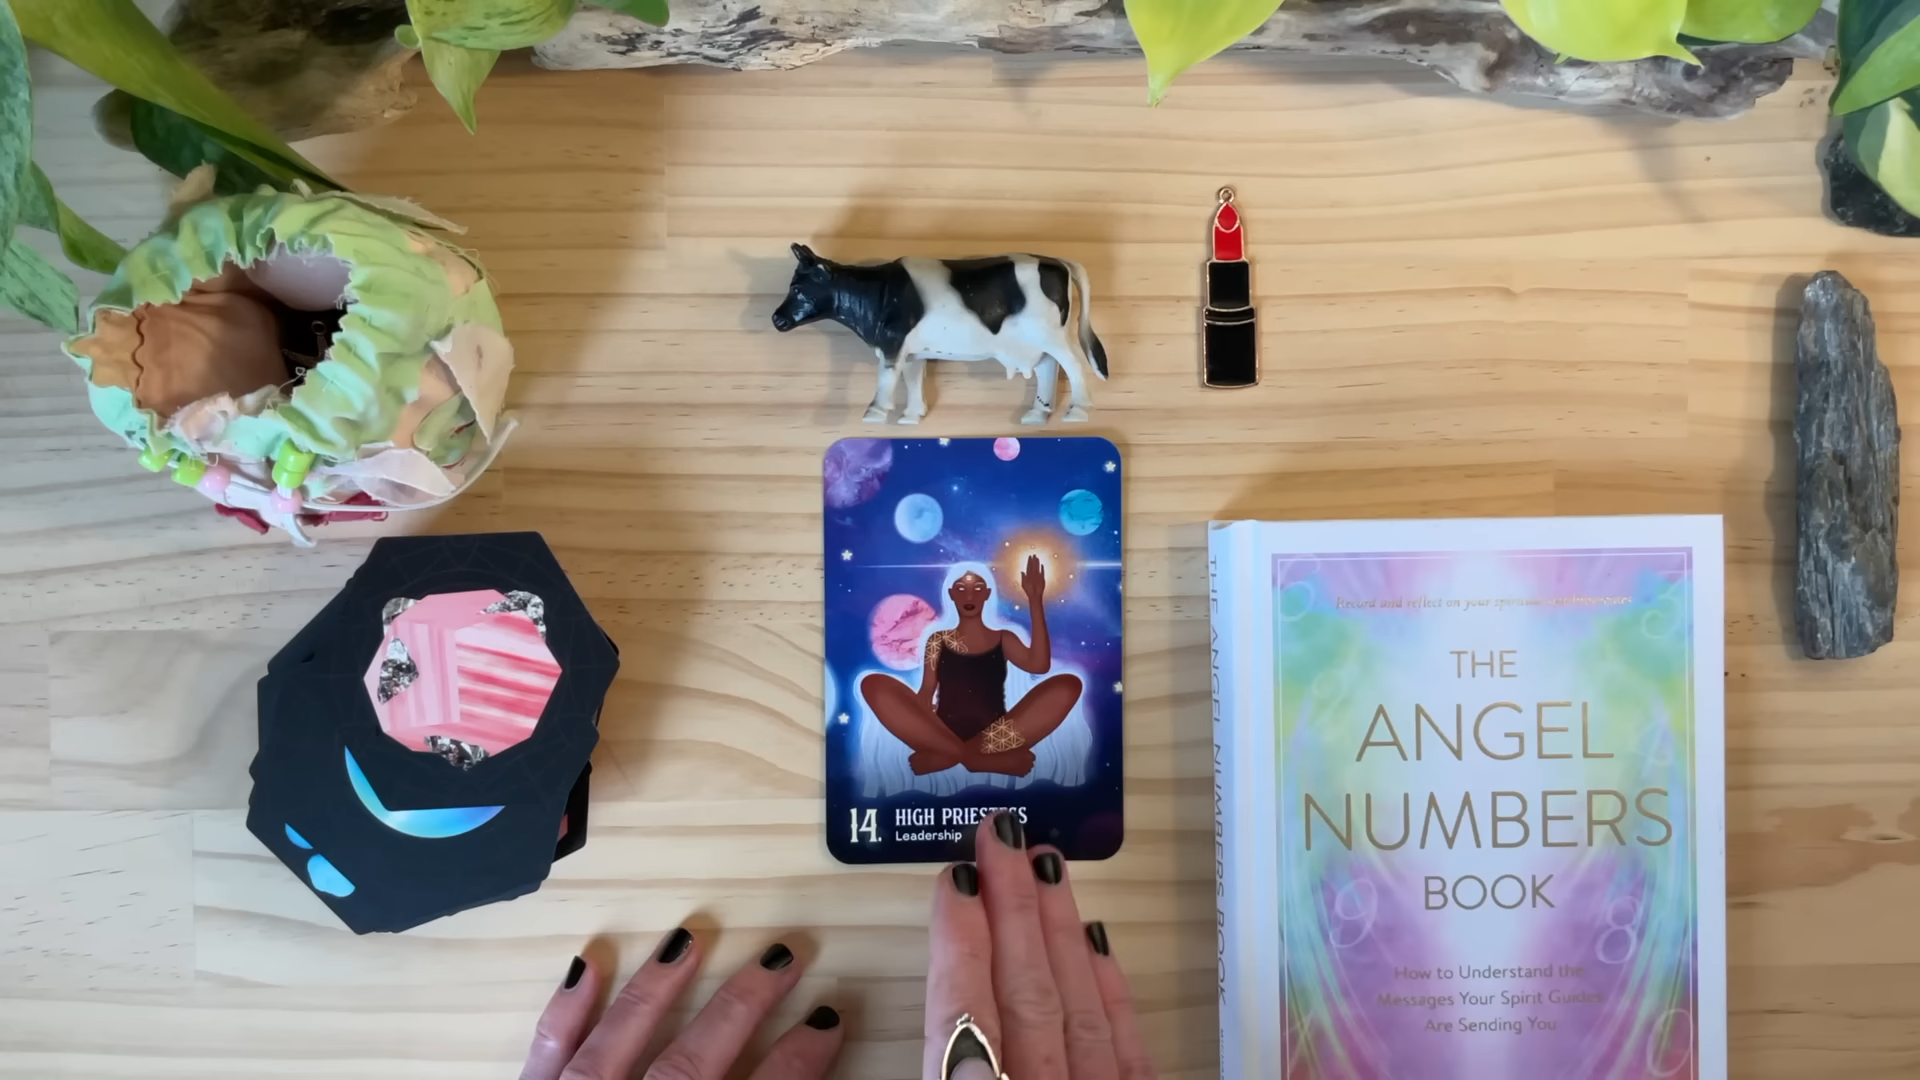 14.
HIGH PRIESTESS
Leadership
Record and reflect on your spiritual
THE
ANGEL
NUMBERS
BOOK
How to Understand the
Messages Your Spirit Guides
Are Sending You
THE ANGEL NUMBERS BOOK